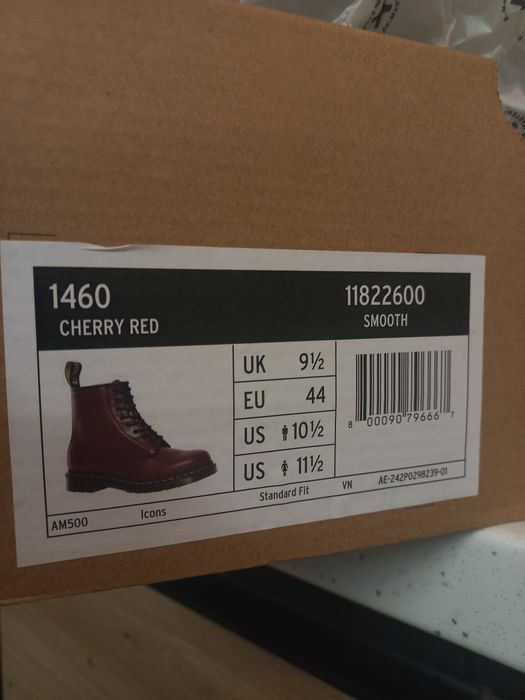 1460 11822600
CHERRY RED SMOOTH
UK 9½
EU 44
US 10½
US 11½
8 00090 79666 7
AM500 Icons Standard Fit VN AE-242P0298239-01